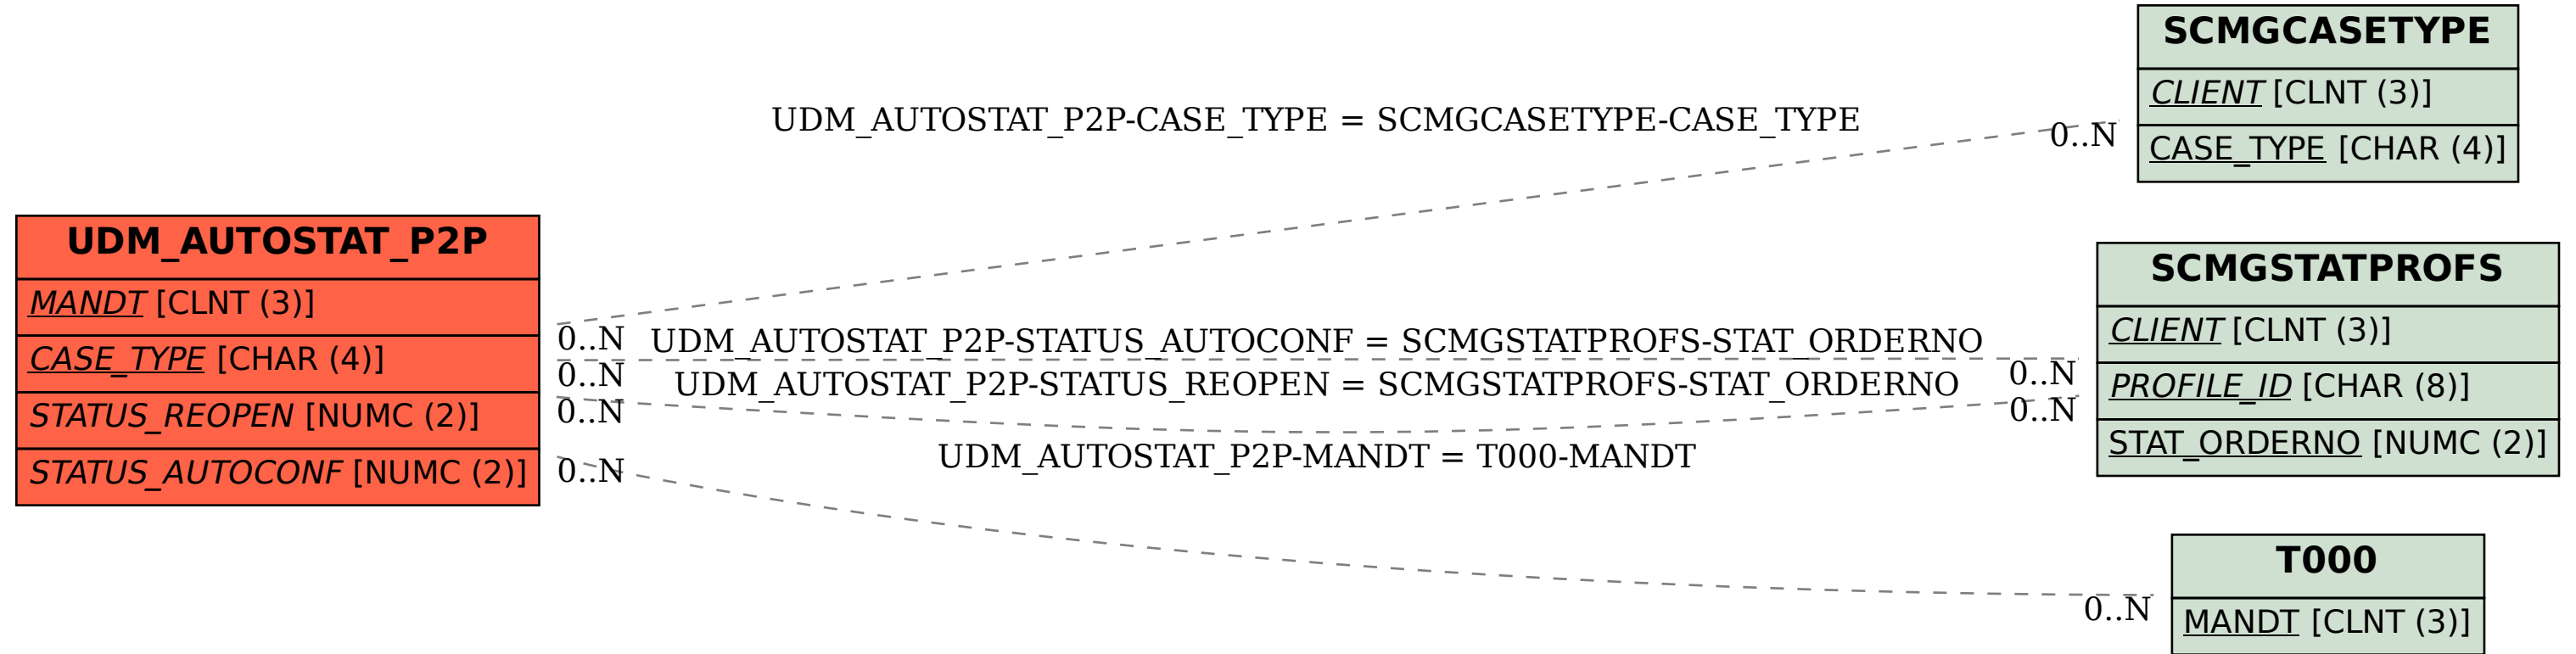 UDM_AUTOSTAT_P2P
MANDT [CLNT (3)]
CASE_TYPE [CHAR (4)]
STATUS_REOPEN [NUMC (2)]
STATUS_AUTOCONF [NUMC (2)]
UDM_AUTOSTAT_P2P-CASE_TYPE = SCMGCASETYPE-CASE_TYPE
0..N
0..N
UDM_AUTOSTAT_P2P-STATUS_AUTOCONF = SCMGSTATPROFS-STAT_ORDERNO
0..N
0..N
UDM_AUTOSTAT_P2P-STATUS_REOPEN = SCMGSTATPROFS-STAT_ORDERNO
0..N
0..N
UDM_AUTOSTAT_P2P-MANDT = T000-MANDT
0..N
0..N
SCMGCASETYPE
CLIENT [CLNT (3)]
CASE_TYPE [CHAR (4)]
SCMGSTATPROFS
CLIENT [CLNT (3)]
PROFILE_ID [CHAR (8)]
STAT_ORDERNO [NUMC (2)]
T000
MANDT [CLNT (3)]